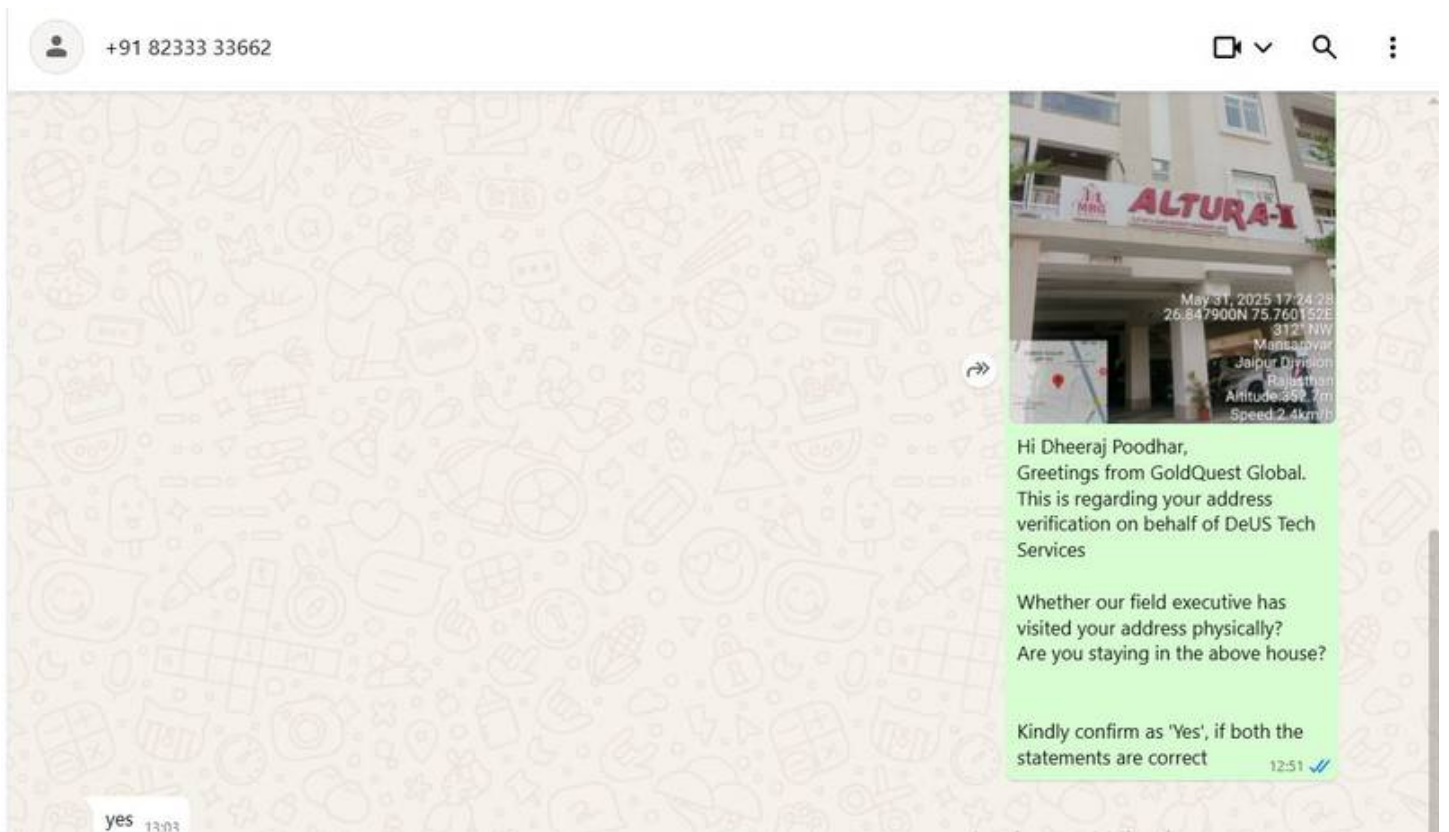 +91 82333 33662
MRG
ALTURA-I
May 31, 2025 17:24:28
26.847900N 75.760152E
312° NW
Mansarovar
Jaipur Division
Rajasthan
Altitude:352.7m
Speed:2.4km/h
Hi Dheeraj Poodhar,
Greetings from GoldQuest Global.
This is regarding your address
verification on behalf of DeUS Tech
Services
Whether our field executive has
visited your address physically?
Are you staying in the above house?
Kindly confirm as 'Yes', if both the
statements are correct
12:51
yes 13:03